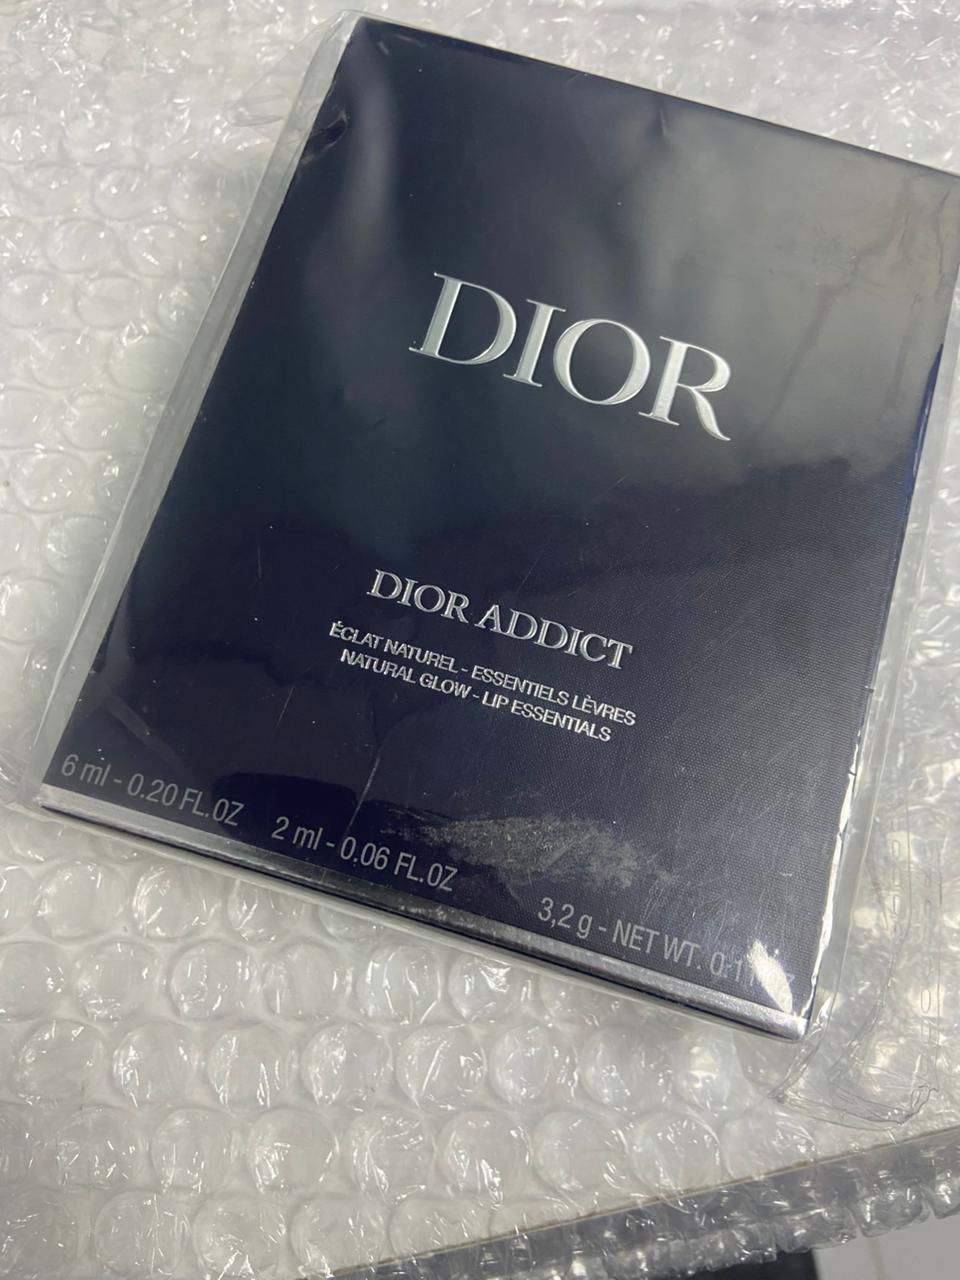 DIOR
DIOR ADDICT
ÉCLAT NATUREL - ESSENTIELS LÈVRES
NATURAL GLOW - LIP ESSENTIALS
6 ml - 0.20 FL.OZ 2 ml - 0.06 FL.OZ 3,2 g - NET WT.